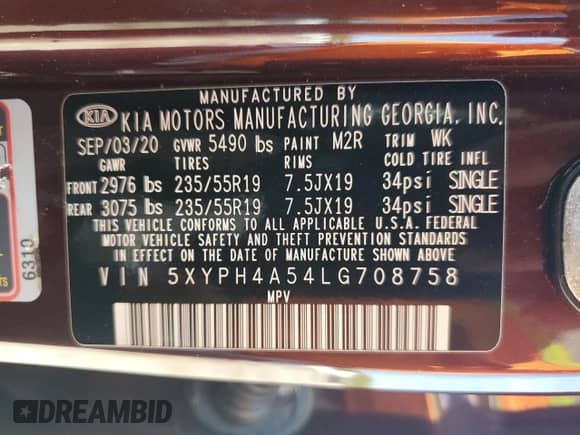 MANUFACTURED BY
KIA KIA MOTORS MANUFACTURING GEORGIA, INC.
SEP/03/20 GVWR 5490 lbs PAINT M2R TRIM WK
GAWR TIRES RIMS COLD TIRE INFL
FRONT 2976 lbs 235/55R19 7.5JX19 34psi SINGLE
REAR 3075 lbs 235/55R19 7.5JX19 34psi SINGLE
THIS VEHICLE CONFORMS TO ALL APPLICABLE U.S.A. FEDERAL
MOTOR VEHICLE SAFETY AND THEFT PREVENTION STANDARDS IN
EFFECT ON THE DATE OF MANUFACTURE SHOWN ABOVE
VIN 5XYPH4A54LG708758
MPV
6310
DREAMBID